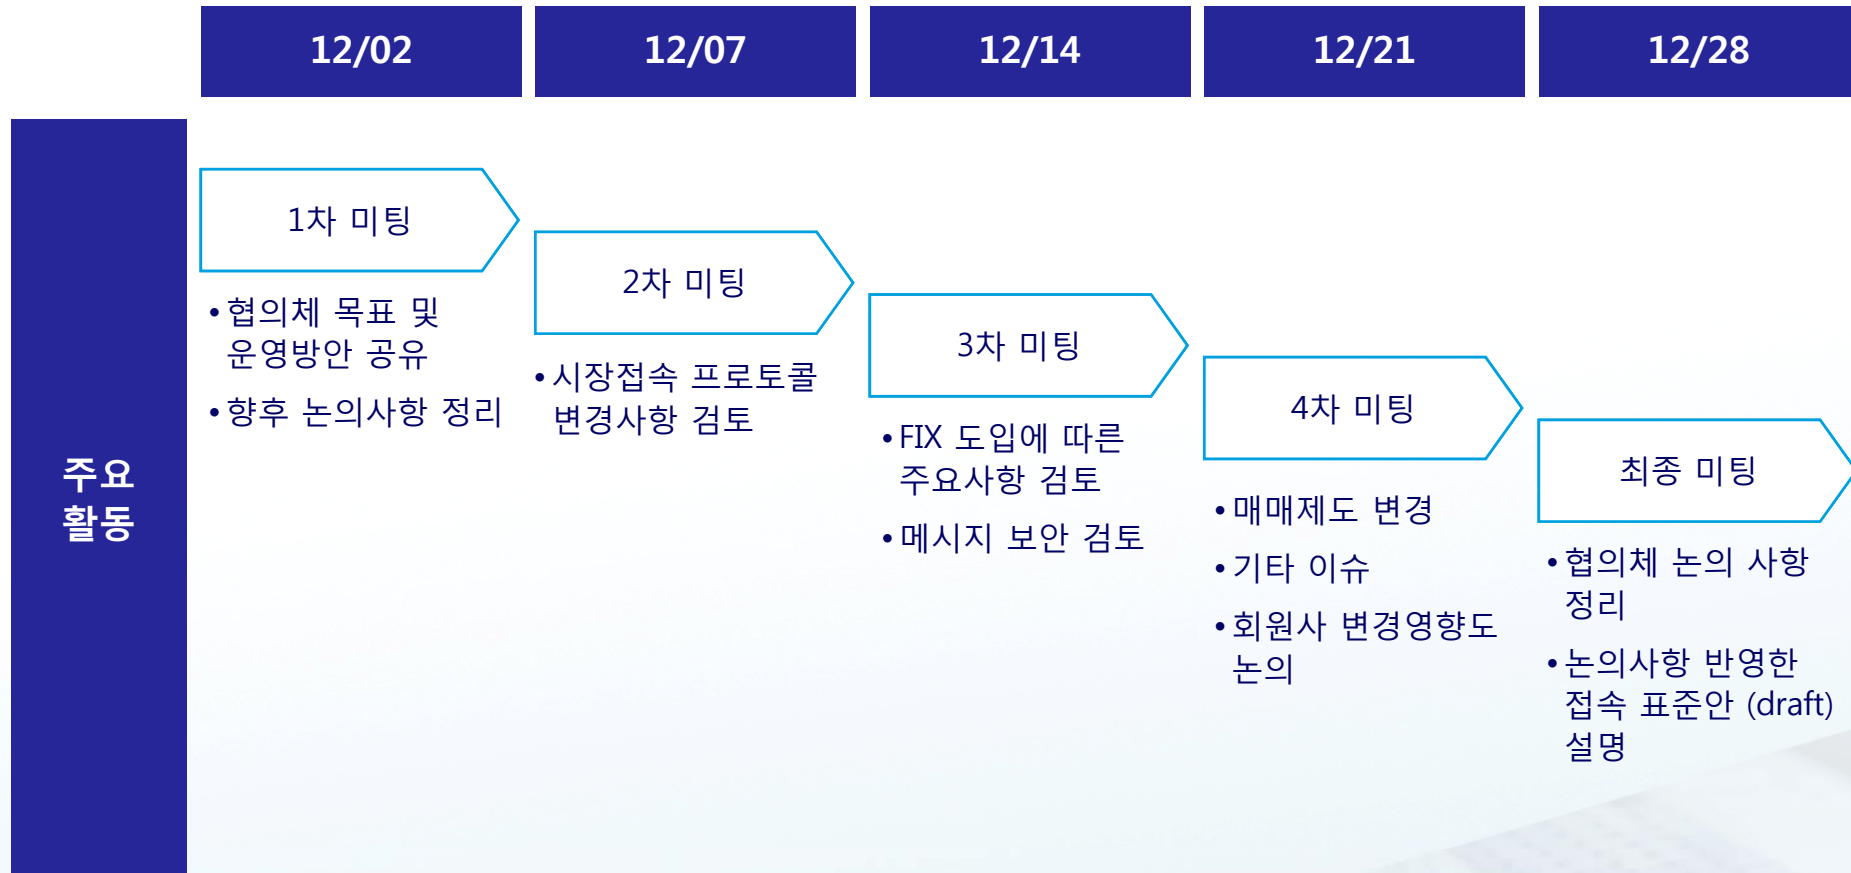 12/02
12/07
12/14
12/21
12/28
주요
활동
1차 미팅
• 협의체 목표 및
운영방안 공유
• 향후 논의사항 정리
2차 미팅
• 시장접속 프로토콜
변경사항 검토
3차 미팅
• FIX 도입에 따른
주요사항 검토
• 메시지 보안 검토
4차 미팅
• 매매제도 변경
• 기타 이슈
• 회원사 변경영향도
논의
최종 미팅
• 협의체 논의 사항
정리
• 논의사항 반영한
접속 표준안 (draft)
설명